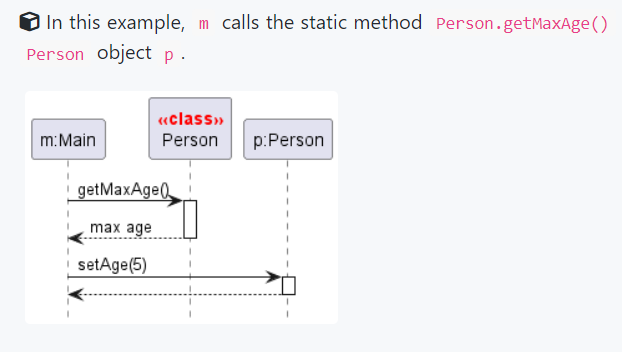 In this example, m calls the static method Person.getMaxAge()
Person object p .
«class»
m:Main Person p:Person
getMaxAge()
max age
setAge(5)